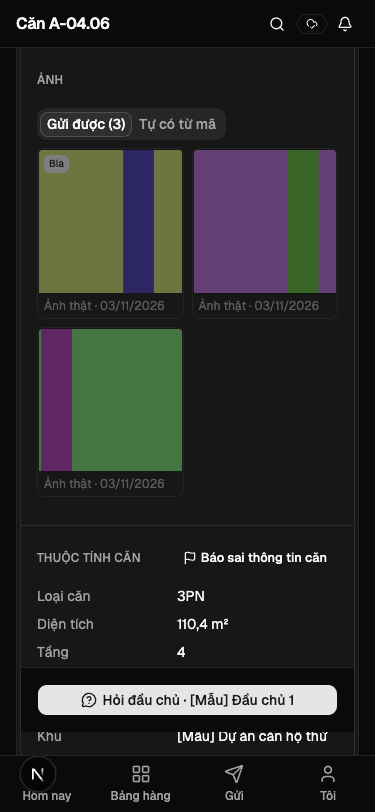 Căn A-04.06
ẢNH
Gửi được (3)
Tự có từ mã
Bìa
Ảnh thật · 03/11/2026
Ảnh thật · 03/11/2026
Ảnh thật · 03/11/2026
THUỘC TÍNH CĂN
Báo sai thông tin căn
Loại căn 3PN
Diện tích 110,4 m²
Tầng 4
Hỏi đầu chủ · [Mẫu] Đầu chủ 1
Khu [Mẫu] Dự án căn hộ thử
N
Hôm nay
Bảng hàng
Gửi
Tôi